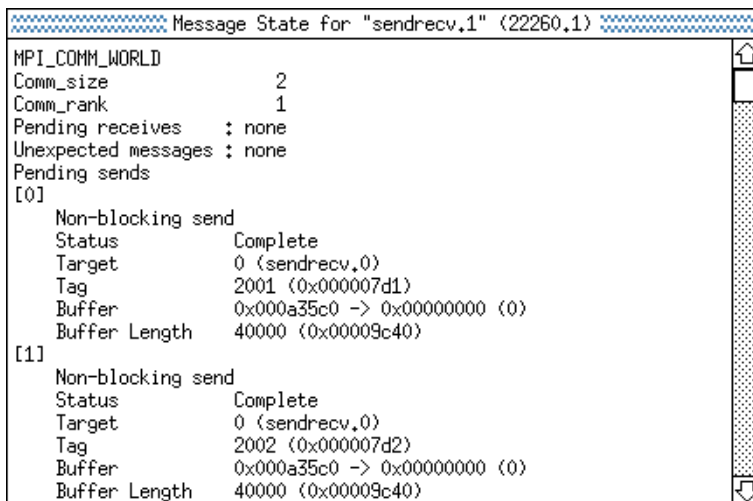 Message State for "sendrecv.1" (22260.1)
MPI_COMM_WORLD
Comm_size 2
Comm_rank 1
Pending receives : none
Unexpected messages : none
Pending sends
[0]
Non-blocking send
Status Complete
Target 0 (sendrecv.0)
Tag 2001 (0x000007d1)
Buffer 0x000a35c0 -> 0x00000000 (0)
Buffer Length 40000 (0x00009c40)
[1]
Non-blocking send
Status Complete
Target 0 (sendrecv.0)
Tag 2002 (0x000007d2)
Buffer 0x000a35c0 -> 0x00000000 (0)
Buffer Length 40000 (0x00009c40)